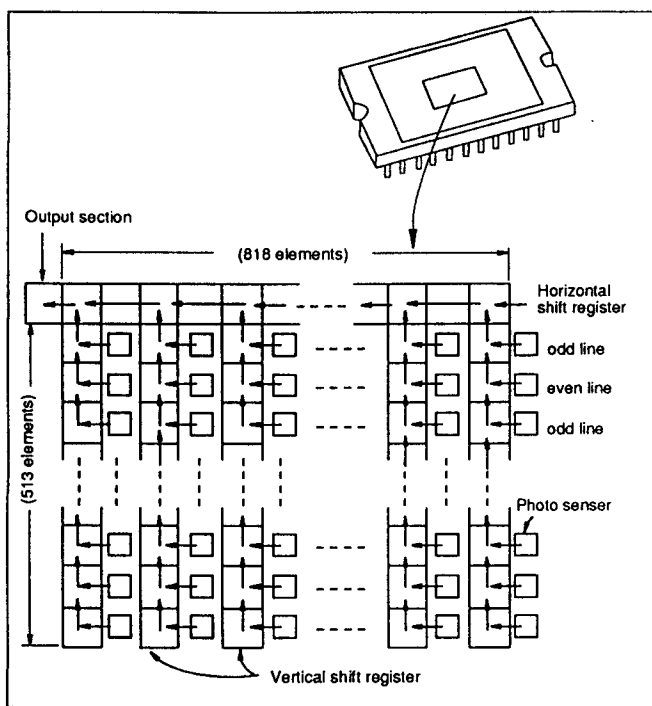 Output section
(818 elements)
Horizontal
shift register
odd line
even line
odd line
(513 elements)
Photo senser
Vertical shift register